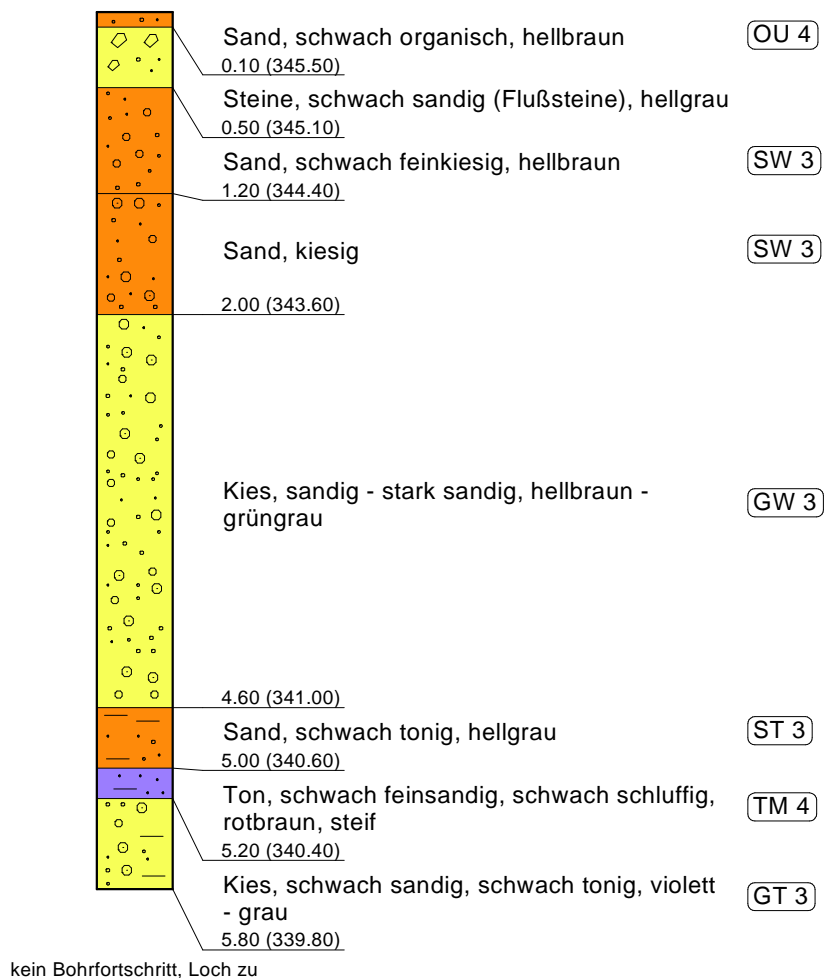 Sand, schwach organisch, hellbraun OU 4
0.10 (345.50)
Steine, schwach sandig (Flußsteine), hellgrau
0.50 (345.10)
Sand, schwach feinkiesig, hellbraun SW 3
1.20 (344.40)
Sand, kiesig SW 3
2.00 (343.60)
Kies, sandig - stark sandig, hellbraun - GW 3
grüngrau
4.60 (341.00)
Sand, schwach tonig, hellgrau ST 3
5.00 (340.60)
Ton, schwach feinsandig, schwach schluffig, TM 4
rotbraun, steif
5.20 (340.40)
Kies, schwach sandig, schwach tonig, violett GT 3
- grau
5.80 (339.80)
kein Bohrfortschritt, Loch zu